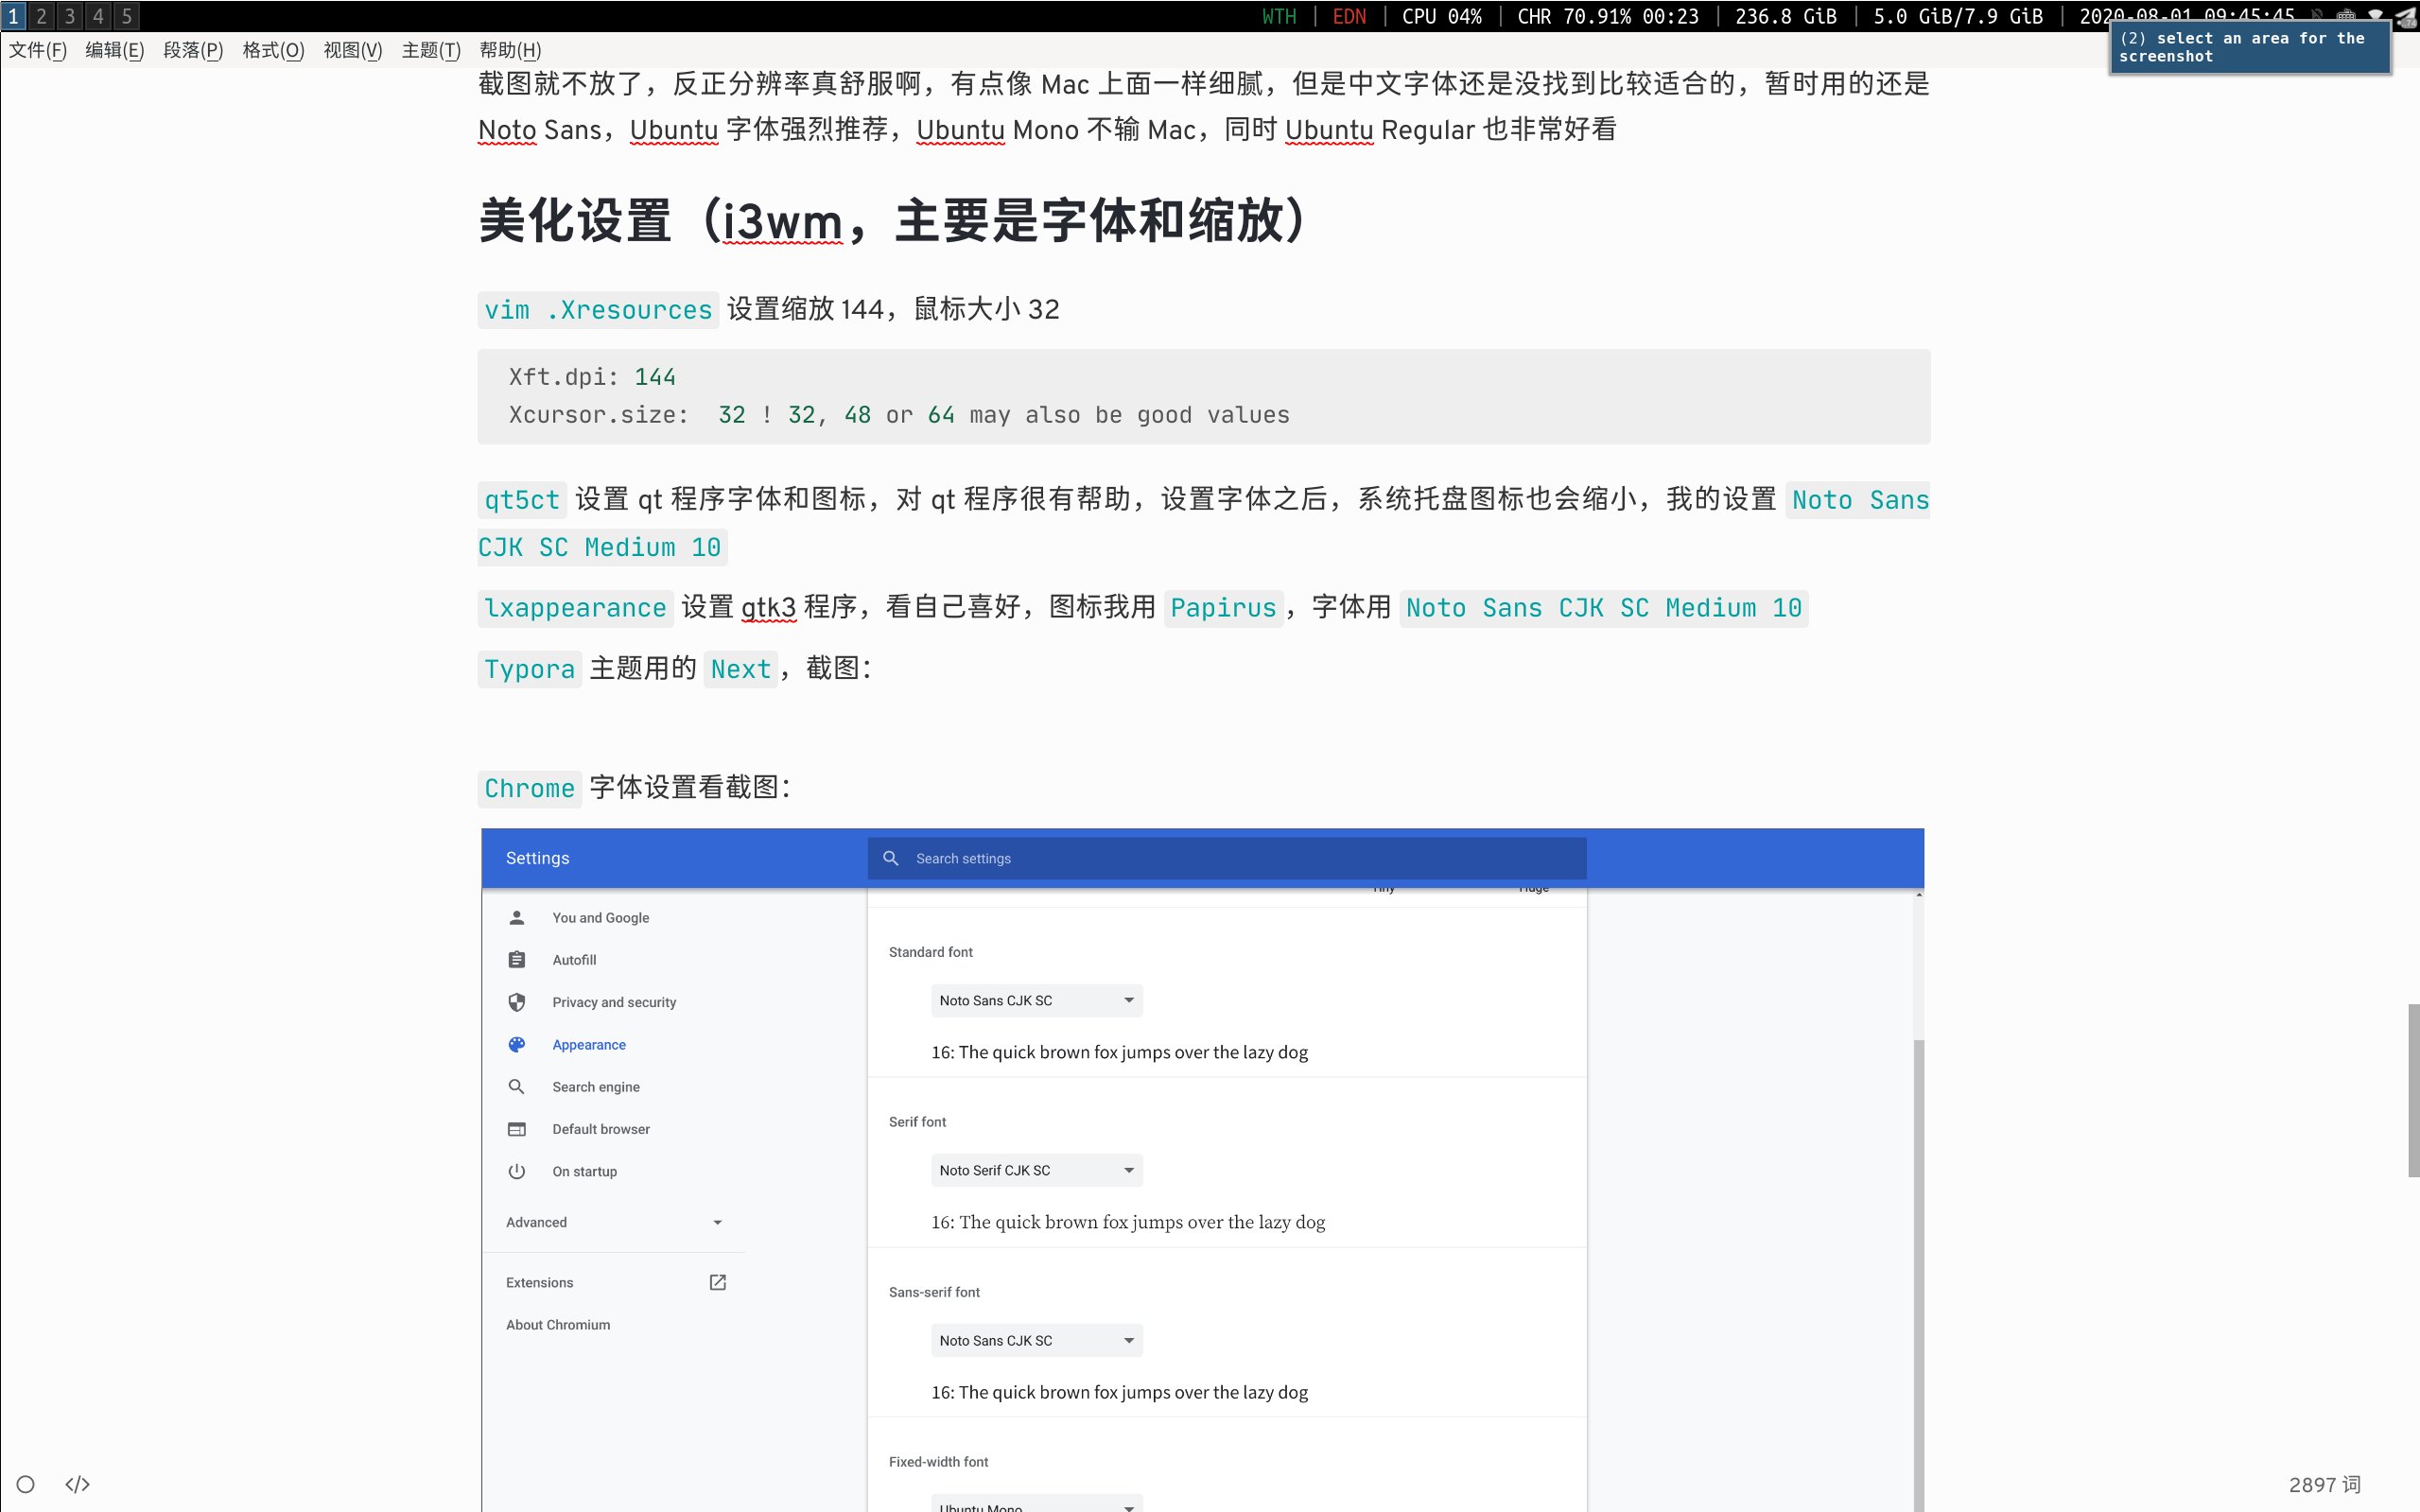 1 2 3 4 5
WTH | EDN | CPU 04% | CHR 70.91% 00:23 | 236.8 GiB | 5.0 GiB/7.9 GiB | 2020-08-01 09:45:45
(2) select an area for the
screenshot
文件(F) 编辑(E) 段落(P) 格式(O) 视图(V) 主题(T) 帮助(H)
截图就不放了，反正分辨率真舒服啊，有点像 Mac 上面一样细腻，但是中文字体还是没找到比较适合的，暂时用的还是
Noto Sans，Ubuntu 字体强烈推荐，Ubuntu Mono 不输 Mac，同时 Ubuntu Regular 也非常好看
美化设置（i3wm，主要是字体和缩放）
vim .Xresources 设置缩放 144，鼠标大小 32
Xft.dpi: 144
Xcursor.size:  32 ! 32, 48 or 64 may also be good values
qt5ct 设置 qt 程序字体和图标，对 qt 程序很有帮助，设置字体之后，系统托盘图标也会缩小，我的设置 Noto Sans
CJK SC Medium 10
lxappearance 设置 gtk3 程序，看自己喜好，图标我用 Papirus，字体用 Noto Sans CJK SC Medium 10
Typora 主题用的 Next，截图：
Chrome 字体设置看截图：
Settings
Search settings
Tiny Huge
You and Google
Autofill
Privacy and security
Appearance
Search engine
Default browser
On startup
Advanced
Extensions
About Chromium
Standard font
Noto Sans CJK SC
16: The quick brown fox jumps over the lazy dog
Serif font
Noto Serif CJK SC
16: The quick brown fox jumps over the lazy dog
Sans-serif font
Noto Sans CJK SC
16: The quick brown fox jumps over the lazy dog
Fixed-width font
Ubuntu Mono
</> 2897 词